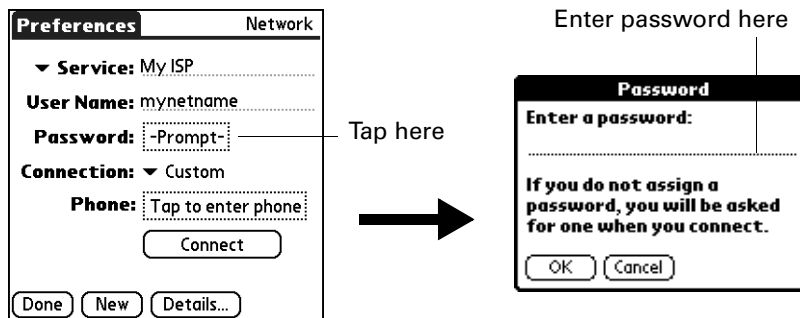 Preferences Network
Service: My ISP
User Name: mynetname
Password: -Prompt-
Connection: Custom
Phone: Tap to enter phone
Connect
Done New Details...
Tap here
Enter password here
Password
Enter a password:
If you do not assign a
password, you will be asked
for one when you connect.
OK Cancel